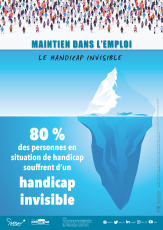 MAINTIEN DANS L'EMPLOI
LE HANDICAP INVISIBLE
80 %
des personnes en
situation de handicap
souffrent d'un
handicap
invisible